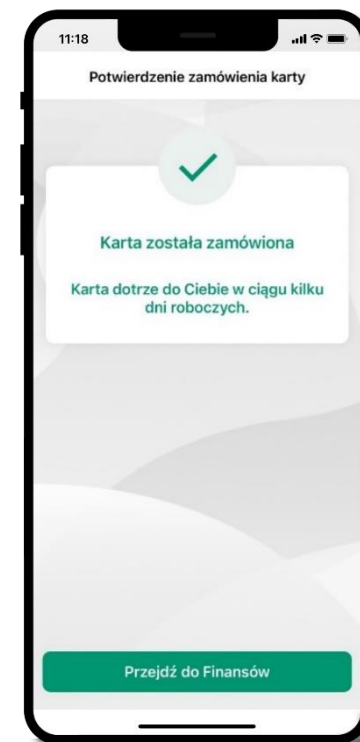 11:18
Potwierdzenie zamówienia karty
Karta została zamówiona
Karta dotrze do Ciebie w ciągu kilku
dni roboczych.
Przejdź do Finansów